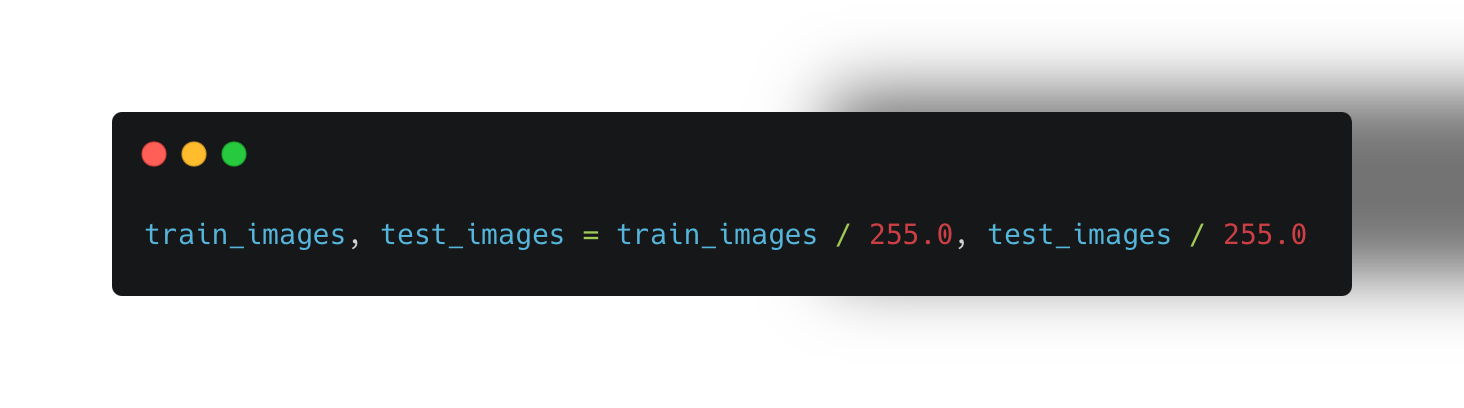 train_images, test_images = train_images / 255.0, test_images / 255.0